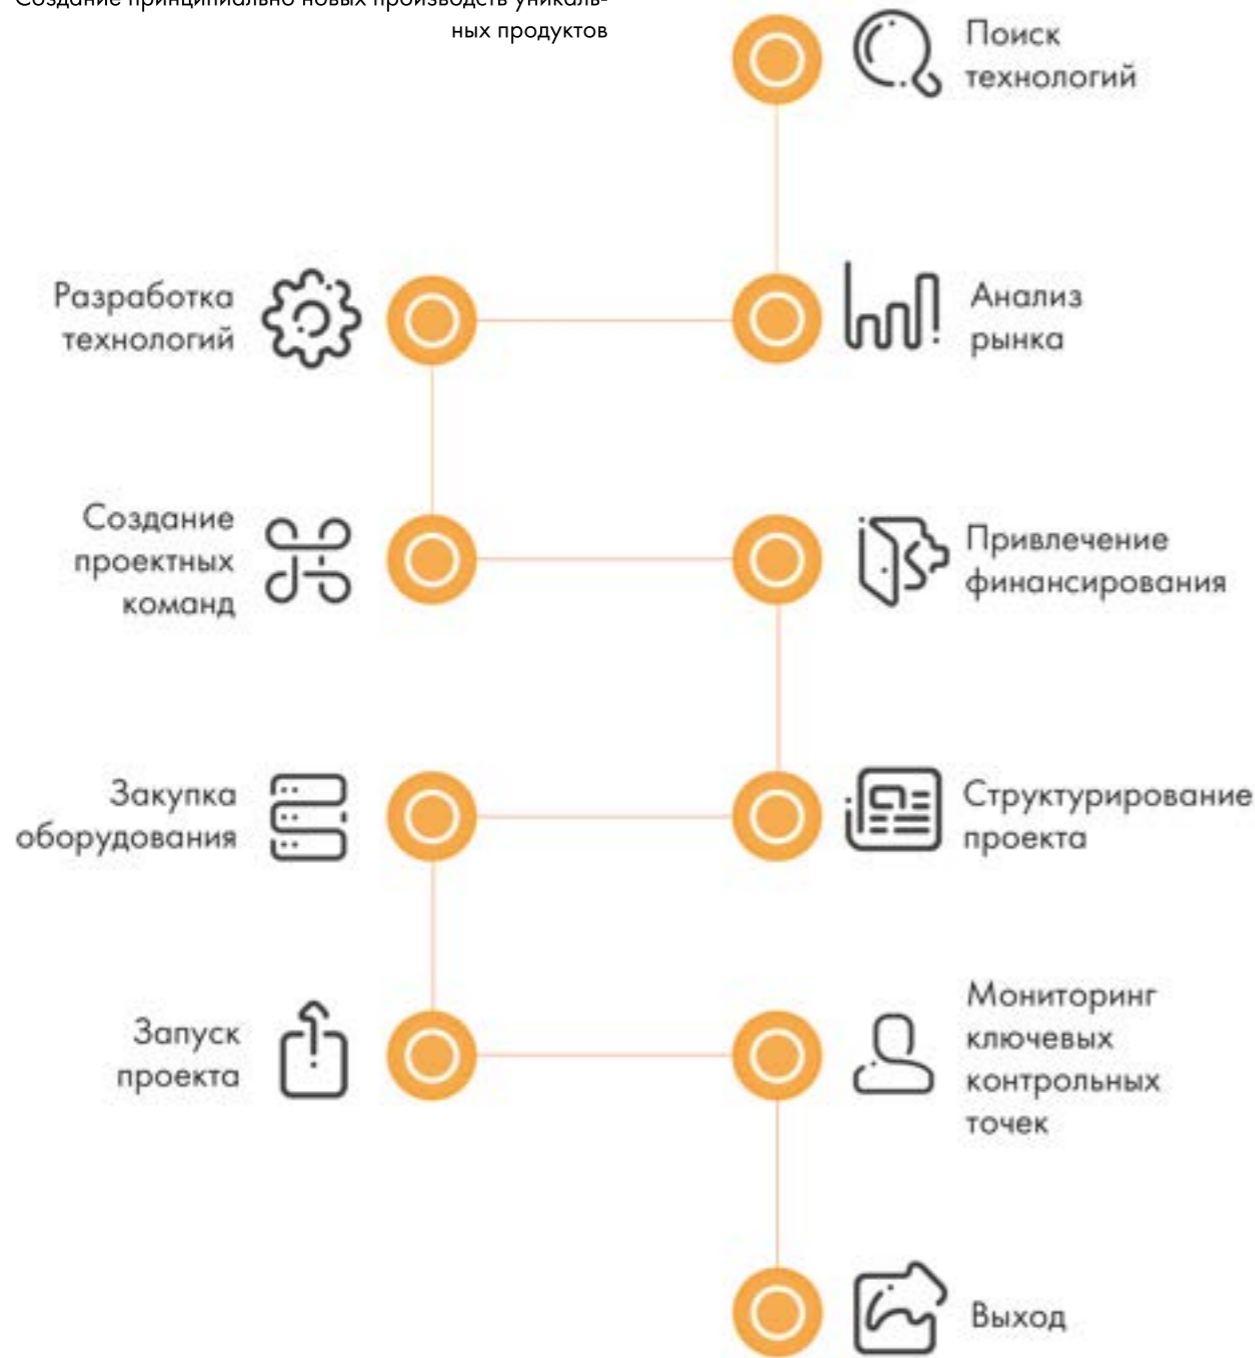 Создание принципиально новых производств уникаль-
ных продуктов
Поиск
технологий
Анализ
рынка
Разработка
технологий
Создание
проектных
команд
Привлечение
финансирования
Структурирование
проекта
Закупка
оборудования
Запуск
проекта
Мониторинг
ключевых
контрольных
точек
Выход